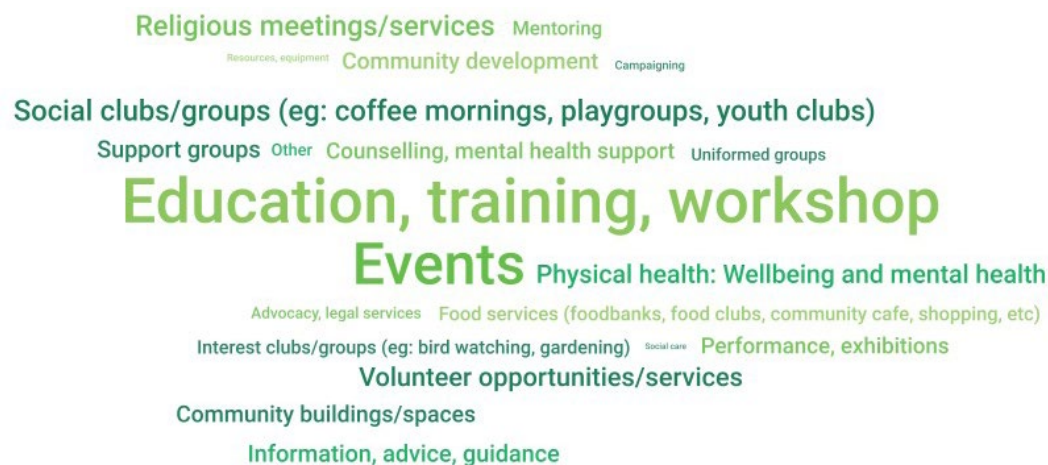 Religious meetings/services Mentoring
Resources, equipment Community development Campaigning
Social clubs/groups (eg: coffee mornings, playgroups, youth clubs)
Support groups Other Counselling, mental health support Uniformed groups
Education, training, workshop
Events Physical health: Wellbeing and mental health
Advocacy, legal services Food services (foodbanks, food clubs, community cafe, shopping, etc)
Interest clubs/groups (eg: bird watching, gardening) Social care Performance, exhibitions
Volunteer opportunities/services
Community buildings/spaces
Information, advice, guidance